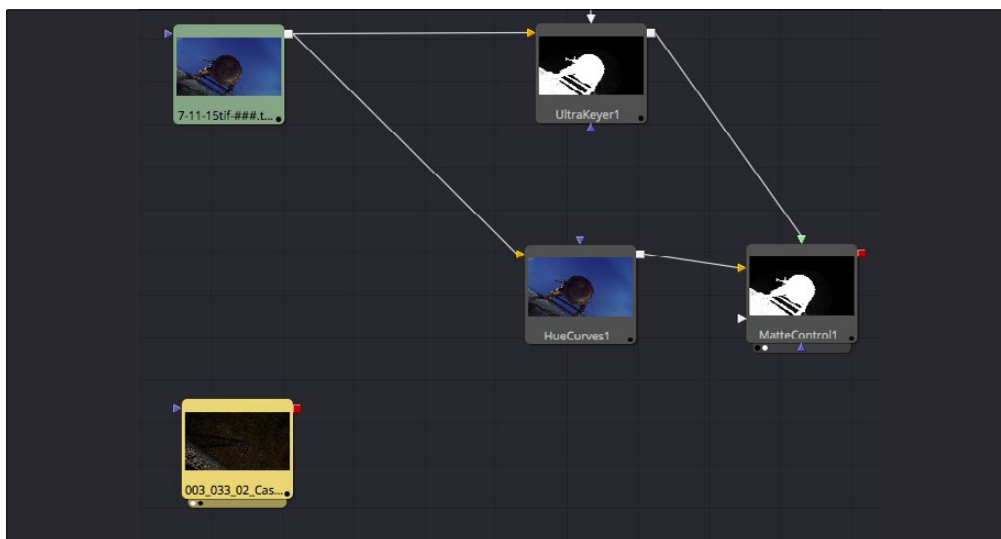 7-11-15tif-###.t...
UltraKeyer1
HueCurves1
MatteControl1
003_033_02_Cas...